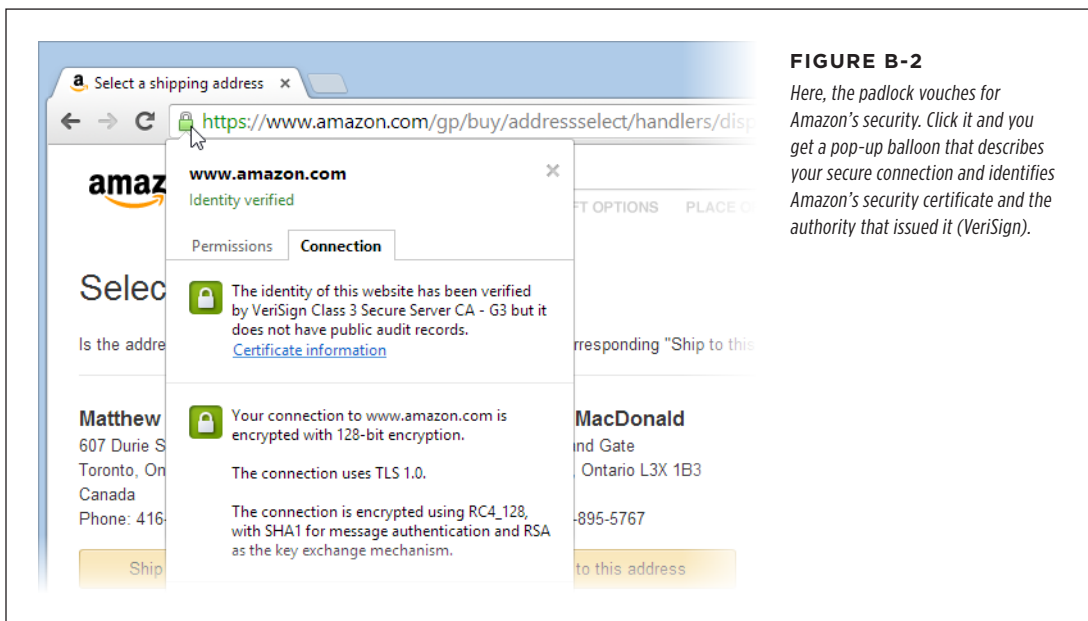 Select a shipping address ×
https://www.amazon.com/gp/buy/addressselect/handlers/disp
www.amazon.com ×
Identity verified
Permissions Connection
The identity of this website has been verified
by VeriSign Class 3 Secure Server CA - G3 but it
does not have public audit records.
Certificate information
Your connection to www.amazon.com is
encrypted with 128-bit encryption.
The connection uses TLS 1.0.
The connection is encrypted using RC4_128,
with SHA1 for message authentication and RSA
as the key exchange mechanism.
amaz
FT OPTIONS PLACE O
Selec
Is the addre rresponding "Ship to this
Matthew
607 Durie S
Toronto, On
Canada
Phone: 416-
Ship
MacDonald
und Gate
, Ontario L3X 1B3
-895-5767
to this address
FIGURE B-2
Here, the padlock vouches for
Amazon's security. Click it and you
get a pop-up balloon that describes
your secure connection and identifies
Amazon's security certificate and the
authority that issued it (VeriSign).